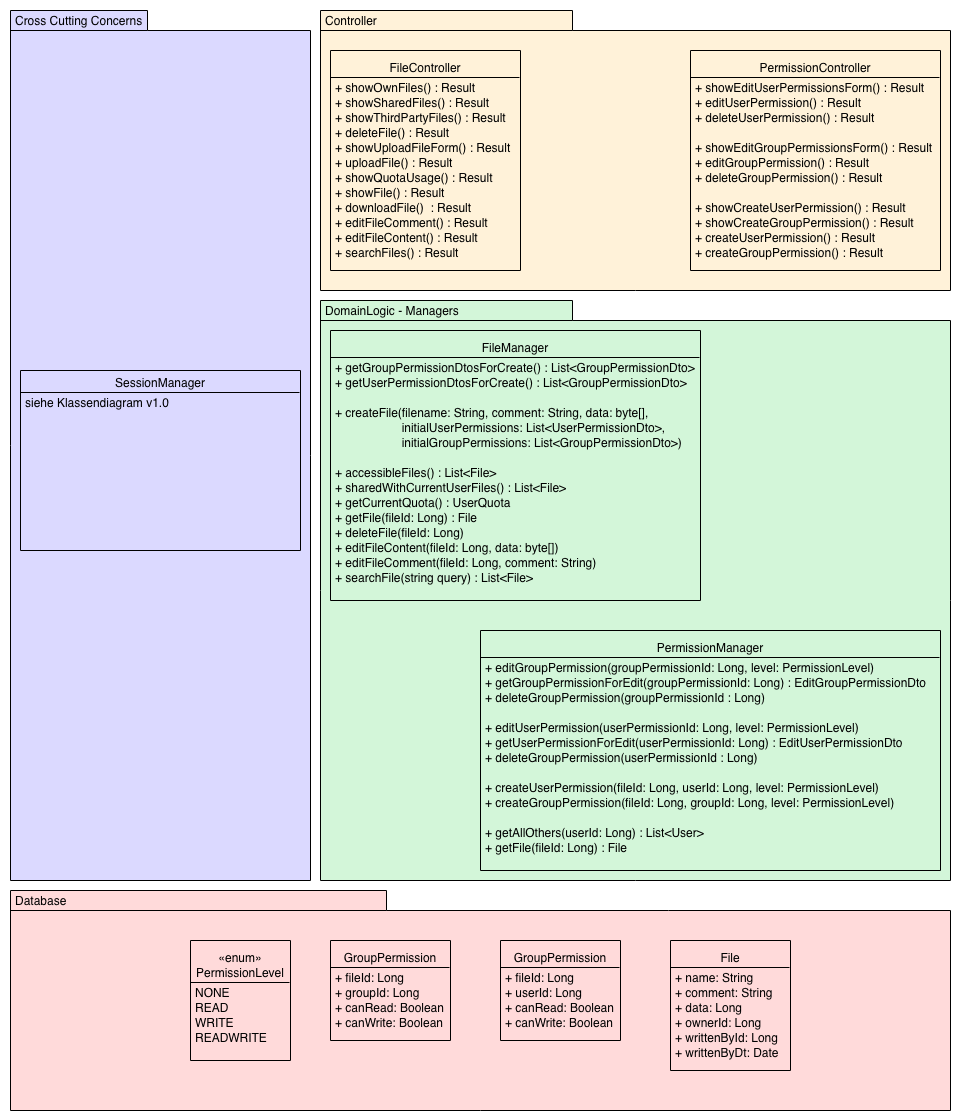 Cross Cutting Concerns
SessionManager
siehe Klassendiagram v1.0
Controller
FileController
+ showOwnFiles() : Result
+ showSharedFiles() : Result
+ showThirdPartyFiles() : Result
+ deleteFile() : Result
+ showUploadFileForm() : Result
+ uploadFile() : Result
+ showQuotaUsage() : Result
+ showFile() : Result
+ downloadFile()  : Result
+ editFileComment() : Result
+ editFileContent() : Result
+ searchFiles() : Result
PermissionController
+ showEditUserPermissionsForm() : Result
+ editUserPermission() : Result
+ deleteUserPermission() : Result
+ showEditGroupPermissionsForm() : Result
+ editGroupPermission() : Result
+ deleteGroupPermission() : Result
+ showCreateUserPermission() : Result
+ showCreateGroupPermission() : Result
+ createUserPermission() : Result
+ createGroupPermission() : Result
DomainLogic - Managers
FileManager
+ getGroupPermissionDtosForCreate() : List<GroupPermissionDto>
+ getUserPermissionDtosForCreate() : List<GroupPermissionDto>
+ createFile(filename: String, comment: String, data: byte[],
initialUserPermissions: List<UserPermissionDto>,
initialGroupPermissions: List<GroupPermissionDto>)
+ accessibleFiles() : List<File>
+ sharedWithCurrentUserFiles() : List<File>
+ getCurrentQuota() : UserQuota
+ getFile(fileId: Long) : File
+ deleteFile(fileId: Long)
+ editFileContent(fileId: Long, data: byte[])
+ editFileComment(fileId: Long, comment: String)
+ searchFile(string query) : List<File>
PermissionManager
+ editGroupPermission(groupPermissionId: Long, level: PermissionLevel)
+ getGroupPermissionForEdit(groupPermissionId: Long) : EditGroupPermissionDto
+ deleteGroupPermission(groupPermissionId : Long)
+ editUserPermission(userPermissionId: Long, level: PermissionLevel)
+ getUserPermissionForEdit(userPermissionId: Long) : EditUserPermissionDto
+ deleteGroupPermission(userPermissionId : Long)
+ createUserPermission(fileId: Long, userId: Long, level: PermissionLevel)
+ createGroupPermission(fileId: Long, groupId: Long, level: PermissionLevel)
+ getAllOthers(userId: Long) : List<User>
+ getFile(fileId: Long) : File
Database
«enum»
PermissionLevel
NONE
READ
WRITE
READWRITE
GroupPermission
+ fileId: Long
+ groupId: Long
+ canRead: Boolean
+ canWrite: Boolean
GroupPermission
+ fileId: Long
+ userId: Long
+ canRead: Boolean
+ canWrite: Boolean
File
+ name: String
+ comment: String
+ data: Long
+ ownerId: Long
+ writtenById: Long
+ writtenByDt: Date